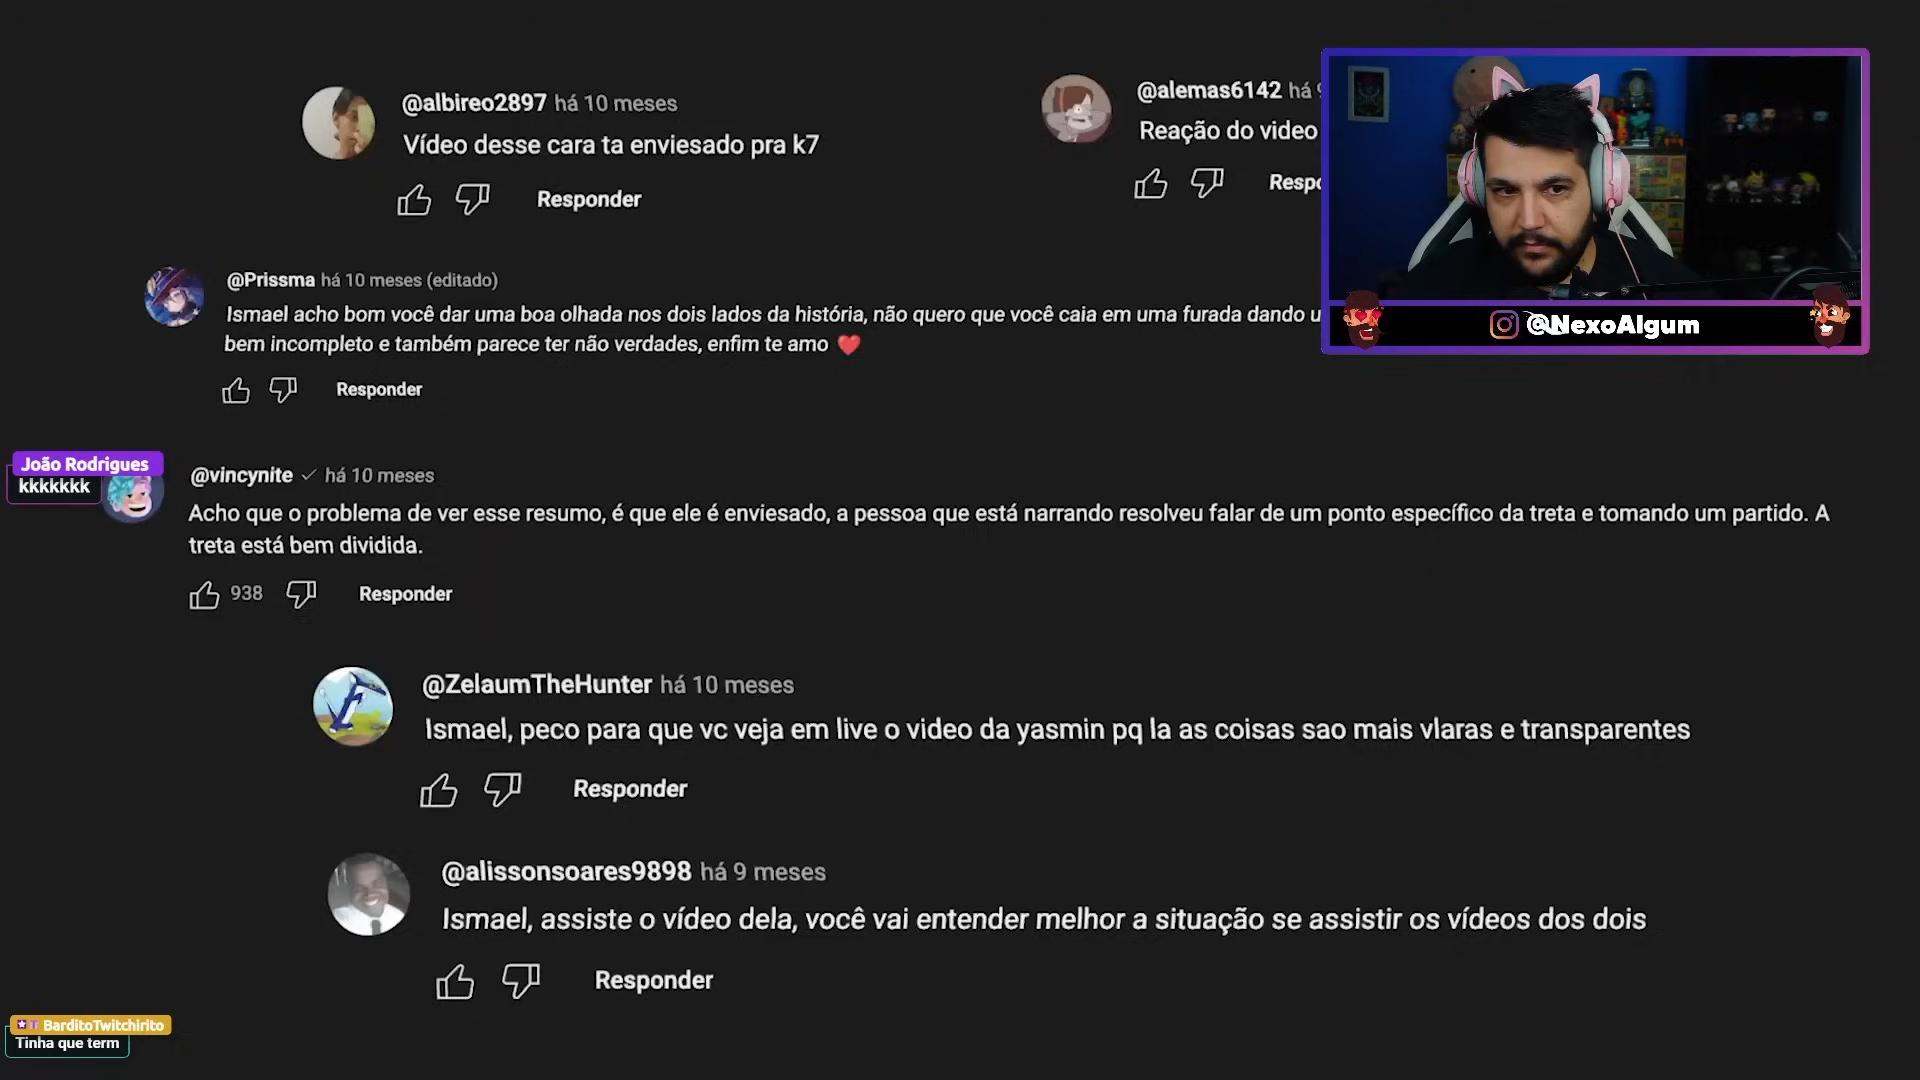 @albireo2897 há 10 meses
Vídeo desse cara ta enviesado pra k7
Responder
@alemas6142 há
Reação do video
Resp
@NexoAlgum
@Prissma há 10 meses (editado)
Ismael acho bom você dar uma boa olhada nos dois lados da história, não quero que você caia em uma furada dando u
bem incompleto e também parece ter não verdades, enfim te amo ❤️
Responder
João Rodrigues
kkkkkkk
@vincynite há 10 meses
Acho que o problema de ver esse resumo, é que ele é enviesado, a pessoa que está narrando resolveu falar de um ponto específico da treta e tomando um partido. A
treta está bem dividida.
938 Responder
@ZelaumTheHunter há 10 meses
Ismael, peco para que vc veja em live o video da yasmin pq la as coisas sao mais vlaras e transparentes
Responder
@alissonsoares9898 há 9 meses
Ismael, assiste o vídeo dela, você vai entender melhor a situação se assistir os vídeos dos dois
Responder
BarditoTwitchirito
Tinha que term